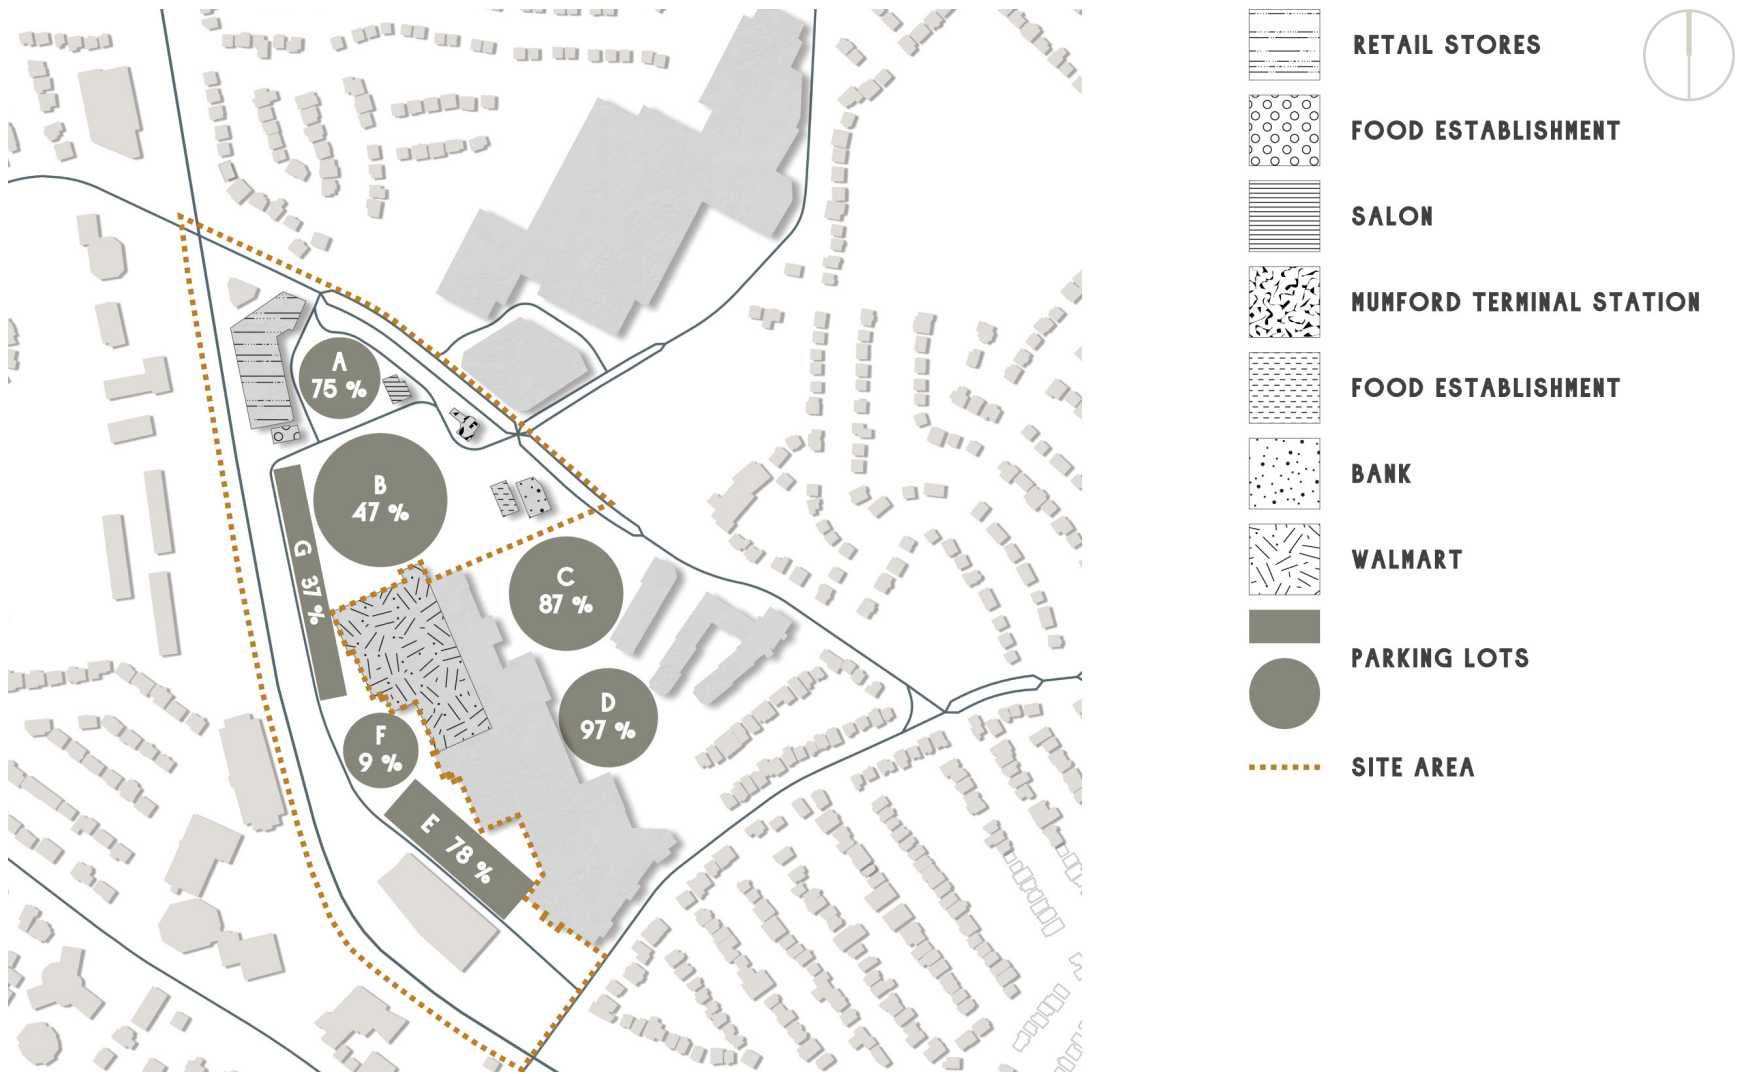 A
75 %
B
47 %
G 37 %
C
87 %
D
97 %
F
9 %
E 78 %
RETAIL STORES
FOOD ESTABLISHMENT
SALON
MUMFORD TERMINAL STATION
FOOD ESTABLISHMENT
BANK
WALMART
PARKING LOTS
SITE AREA